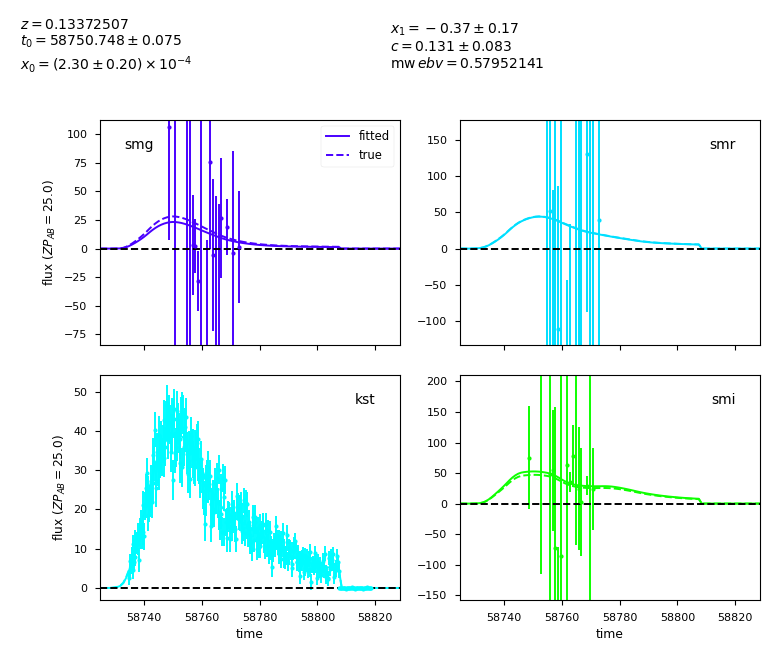 z = 0.13372507
t₀ = 58750.748 ± 0.075
x₀ = (2.30 ± 0.20) × 10⁻⁴
x₁ = −0.37 ± 0.17
c = 0.131 ± 0.083
mw ebv = 0.57952141
smg
fitted
true
100
75
50
25
0
−25
−50
−75
flux (ZP_AB = 25.0)
smr
150
100
50
0
−50
−100
kst
50
40
30
20
10
0
flux (ZP_AB = 25.0)
58740 58760 58780 58800 58820
time
smi
200
150
100
50
0
−50
−100
−150
58740 58760 58780 58800 58820
time